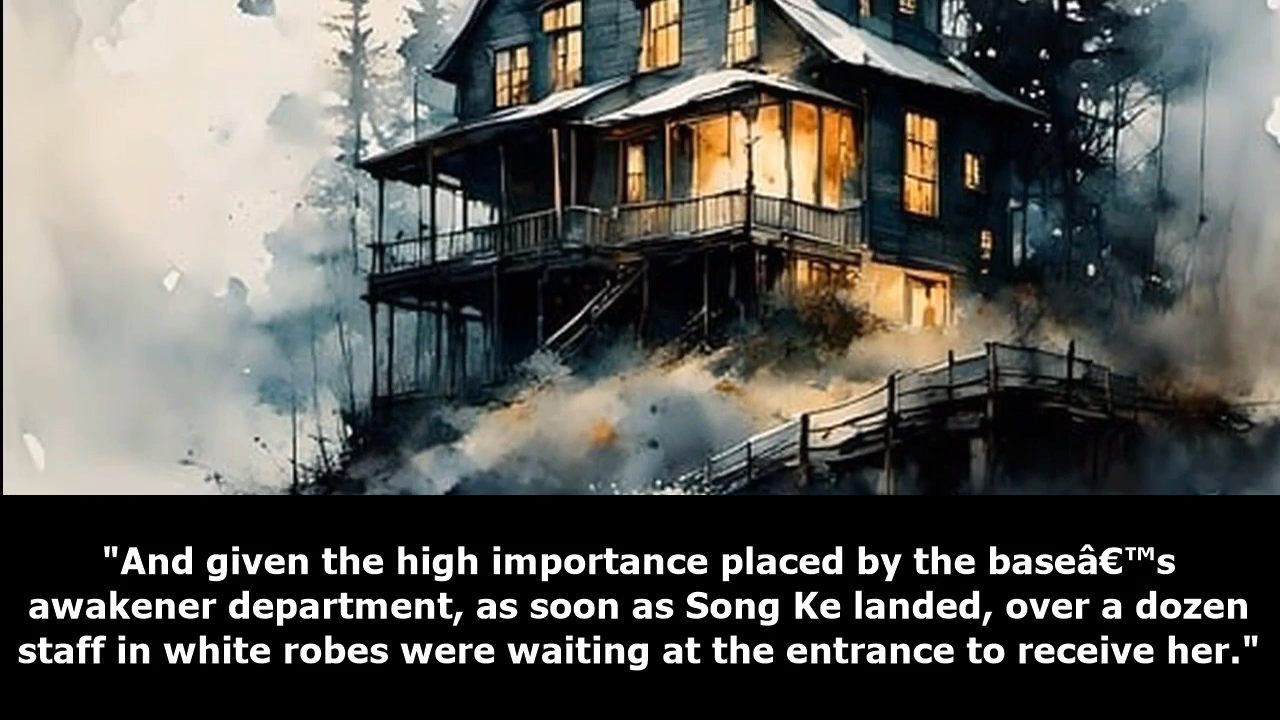 "And given the high importance placed by the baseâ€™s
awakener department, as soon as Song Ke landed, over a dozen
staff in white robes were waiting at the entrance to receive her."